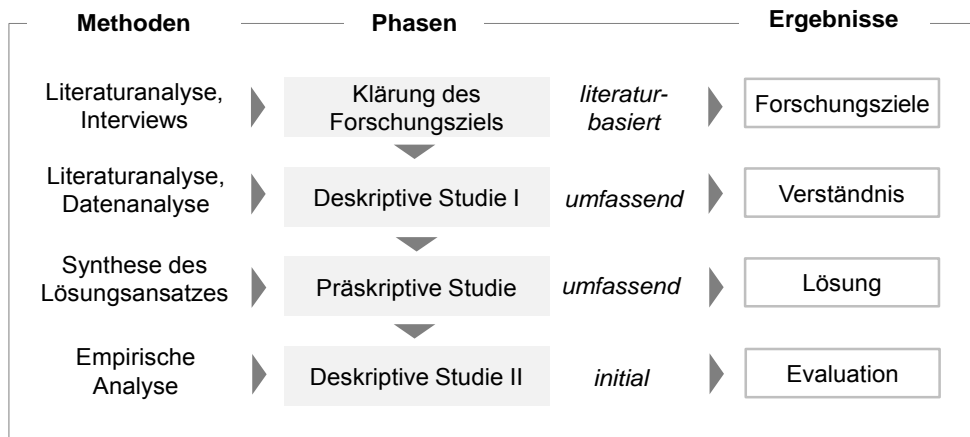 Methoden
Phasen
Ergebnisse
Literaturanalyse,
Interviews
Klärung des
Forschungsziels
literatur-
basiert
Forschungsziele
Literaturanalyse,
Datenanalyse
Deskriptive Studie I
umfassend
Verständnis
Synthese des
Lösungsansatzes
Präskriptive Studie
umfassend
Lösung
Empirische
Analyse
Deskriptive Studie II
initial
Evaluation